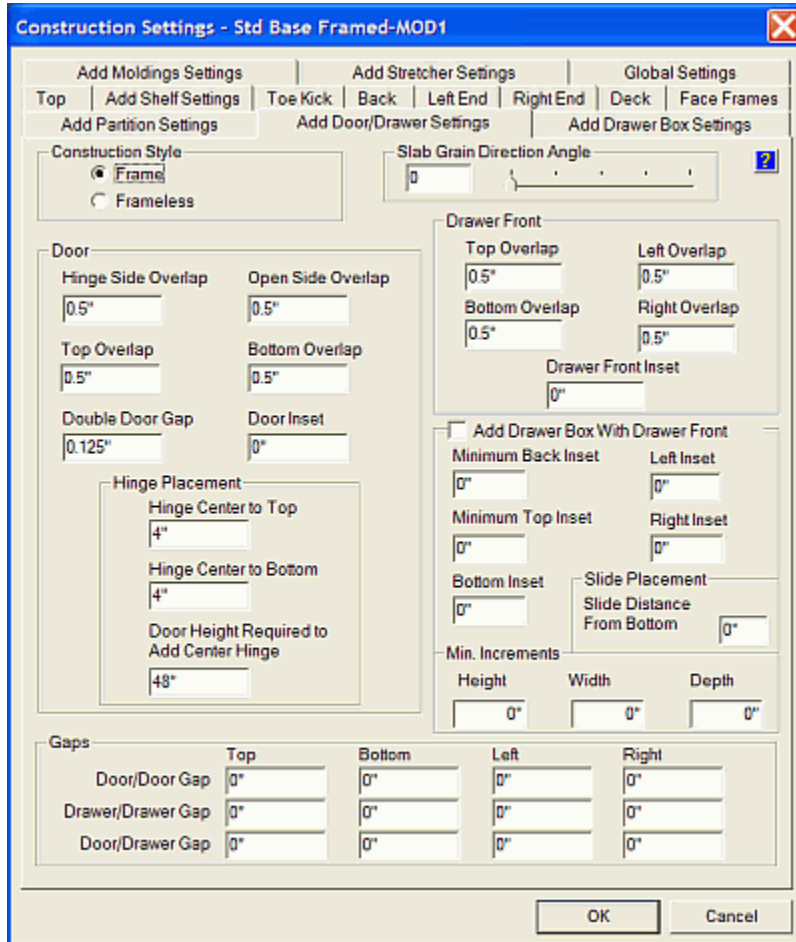 Construction Settings - Std Base Framed-MOD1
Add Moldings Settings Add Stretcher Settings Global Settings
Top Add Shelf Settings Toe Kick Back Left End Right End Deck Face Frames
Add Partition Settings Add Door/Drawer Settings Add Drawer Box Settings
Construction Style
Frame
Frameless
Slab Grain Direction Angle
0
?
Door
Hinge Side Overlap Open Side Overlap
0.5" 0.5"
Top Overlap Bottom Overlap
0.5" 0.5"
Double Door Gap Door Inset
0.125" 0"
Hinge Placement
Hinge Center to Top
4"
Hinge Center to Bottom
4"
Door Height Required to
Add Center Hinge
48"
Drawer Front
Top Overlap Left Overlap
0.5" 0.5"
Bottom Overlap Right Overlap
0.5" 0.5"
Drawer Front Inset
0"
Add Drawer Box With Drawer Front
Minimum Back Inset Left Inset
0" 0"
Minimum Top Inset Right Inset
0" 0"
Bottom Inset
0"
Slide Placement
Slide Distance
From Bottom 0"
Min. Increments
Height Width Depth
0" 0" 0"
Gaps
Top Bottom Left Right
Door/Door Gap 0" 0" 0" 0"
Drawer/Drawer Gap 0" 0" 0" 0"
Door/Drawer Gap 0" 0" 0" 0"
OK Cancel